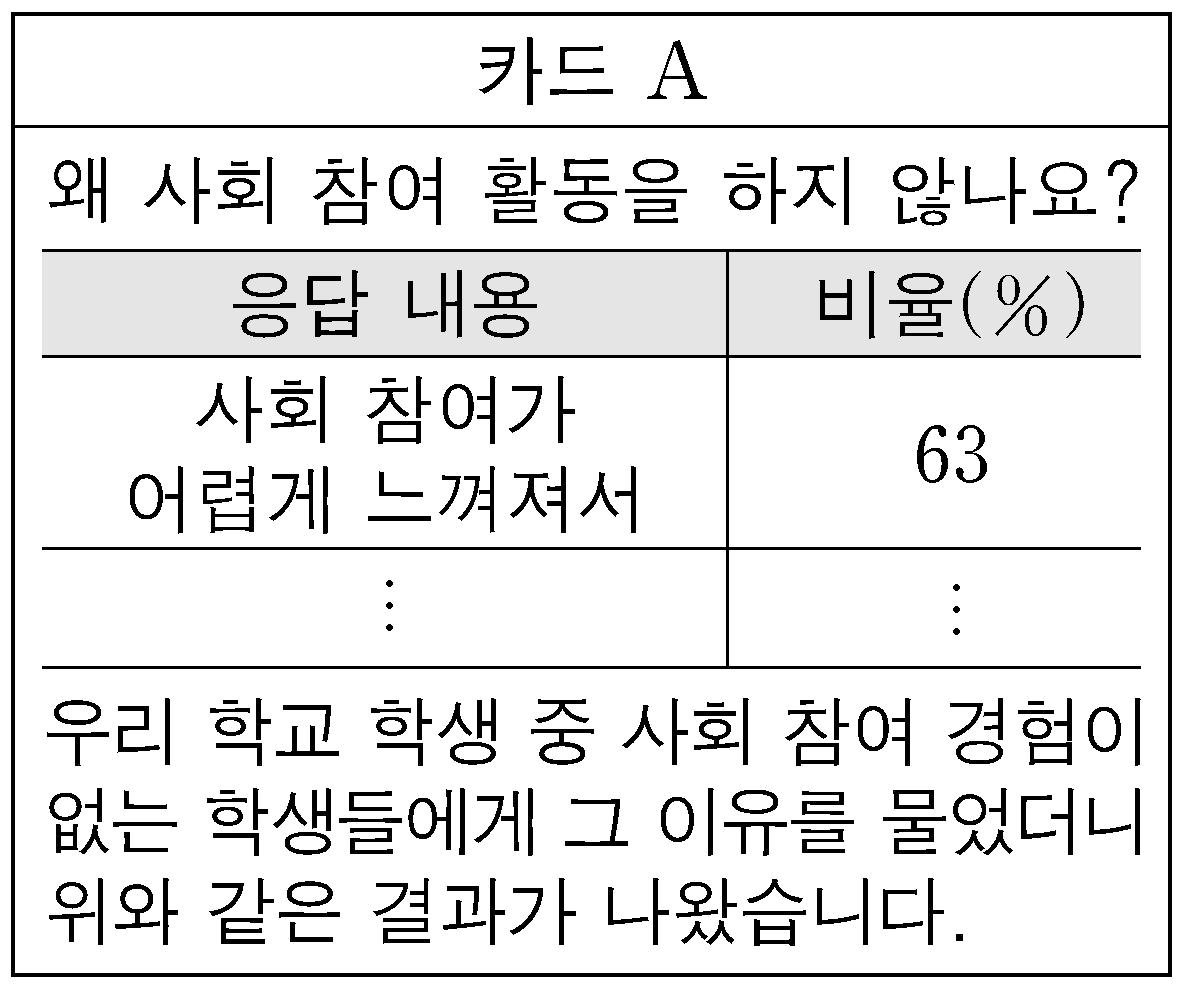 카드 A
왜 사회 참여 활동을 하지 않나요?
응답 내용 비율(%)
사회 참여가
어렵게 느껴져서 63
⋮ ⋮
우리 학교 학생 중 사회 참여 경험이
없는 학생들에게 그 이유를 물었더니
위와 같은 결과가 나왔습니다.